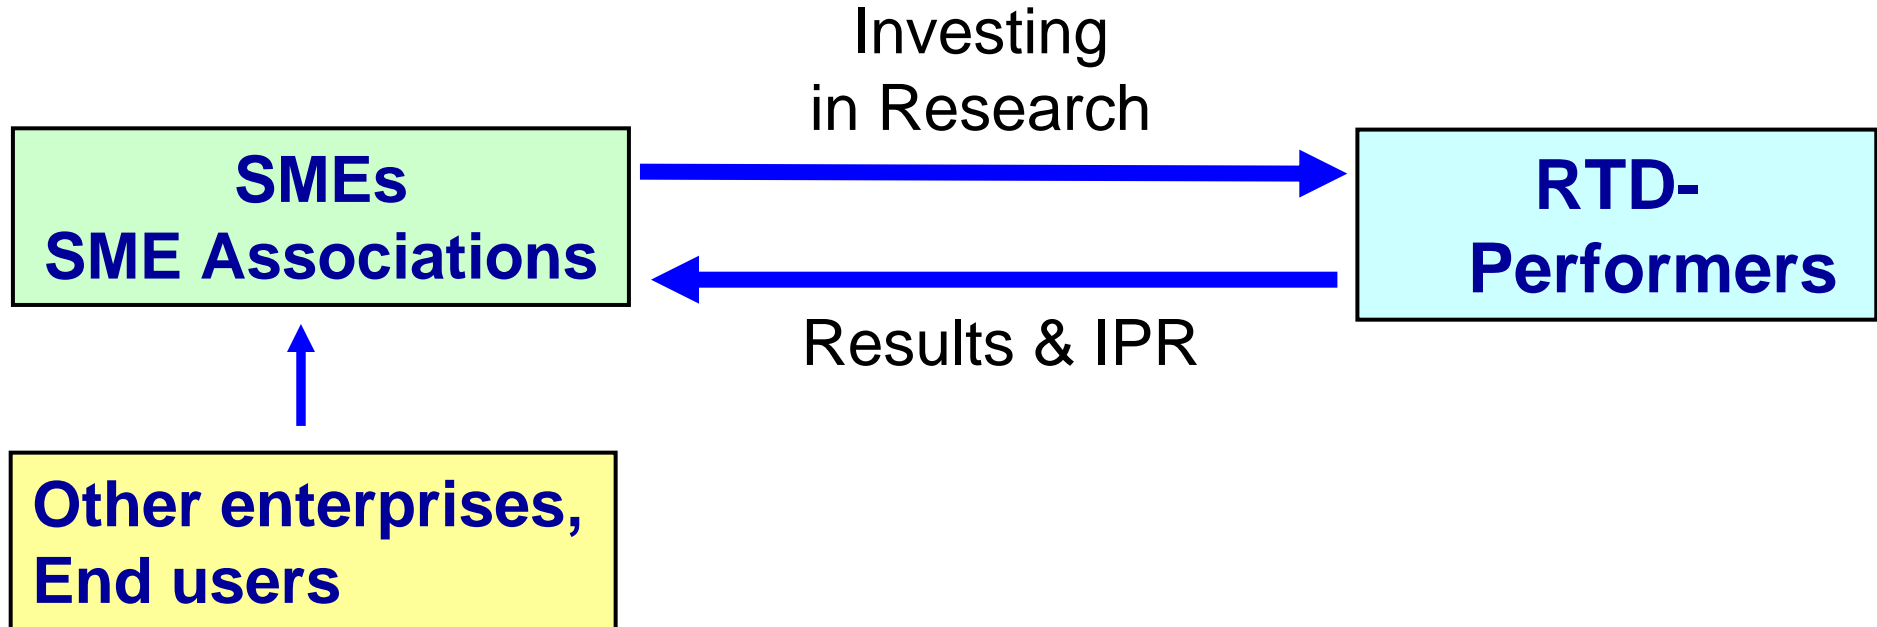 Investing
in Research
SMEs
SME Associations
RTD-
Performers
Results & IPR
Other enterprises,
End users